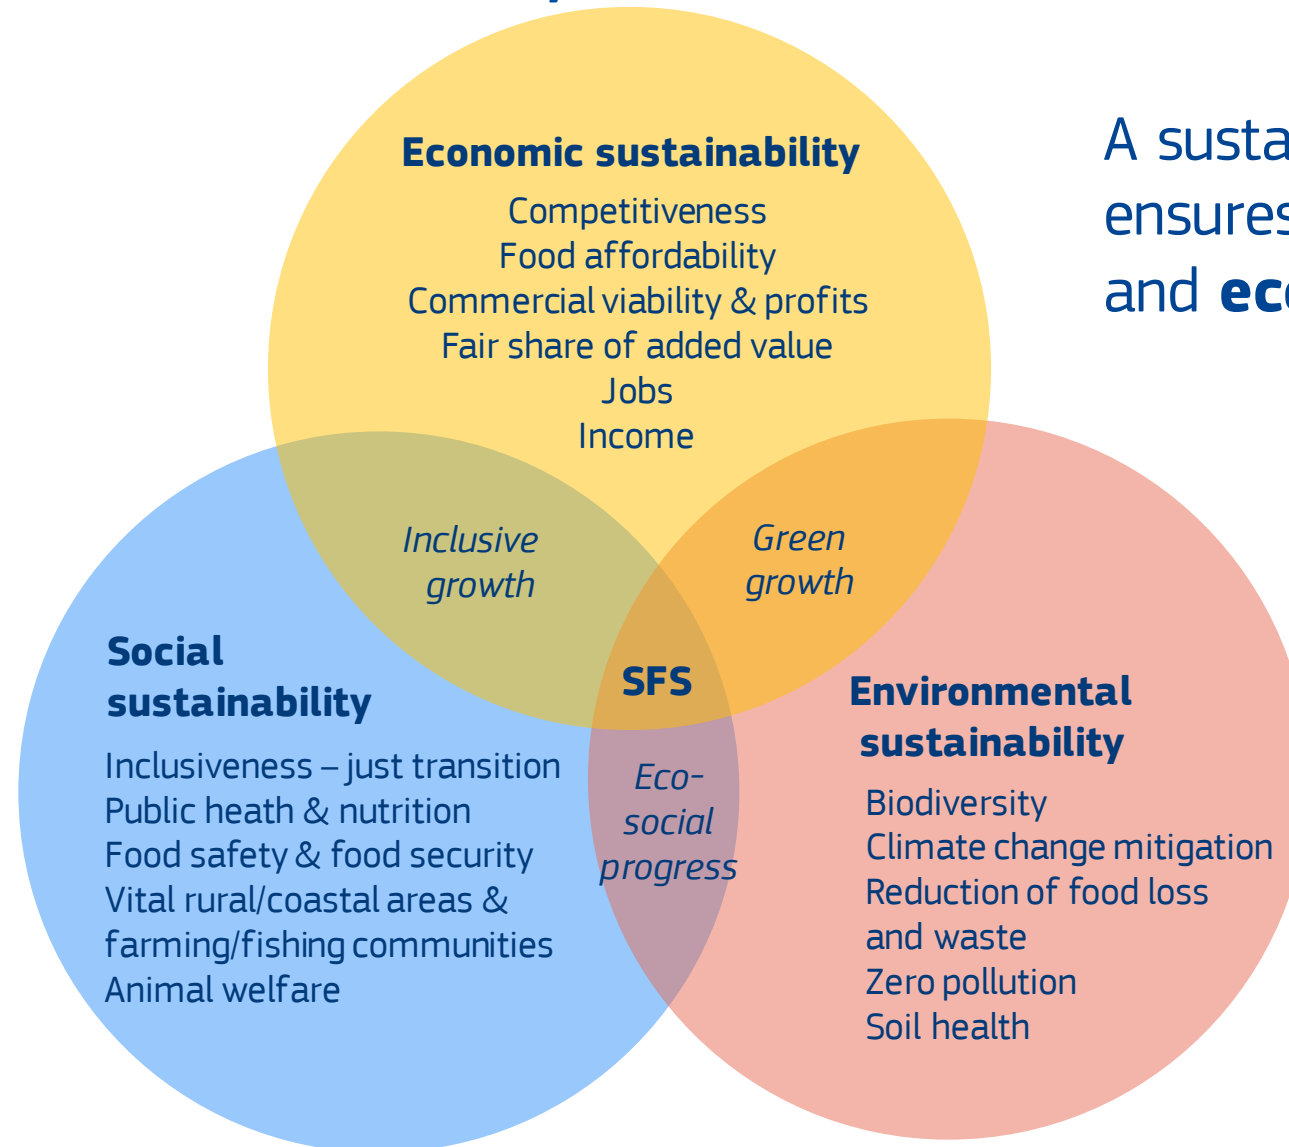 Economic sustainability
Competitiveness
Food affordability
Commercial viability & profits
Fair share of added value
Jobs
Income
A susta
ensures
and eco
Inclusive
growth
Green
growth
Social
sustainability
Inclusiveness – just transition
Public heath & nutrition
Food safety & food security
Vital rural/coastal areas &
farming/fishing communities
Animal welfare
SFS
Eco-
social
progress
Environmental
sustainability
Biodiversity
Climate change mitigation
Reduction of food loss
and waste
Zero pollution
Soil health